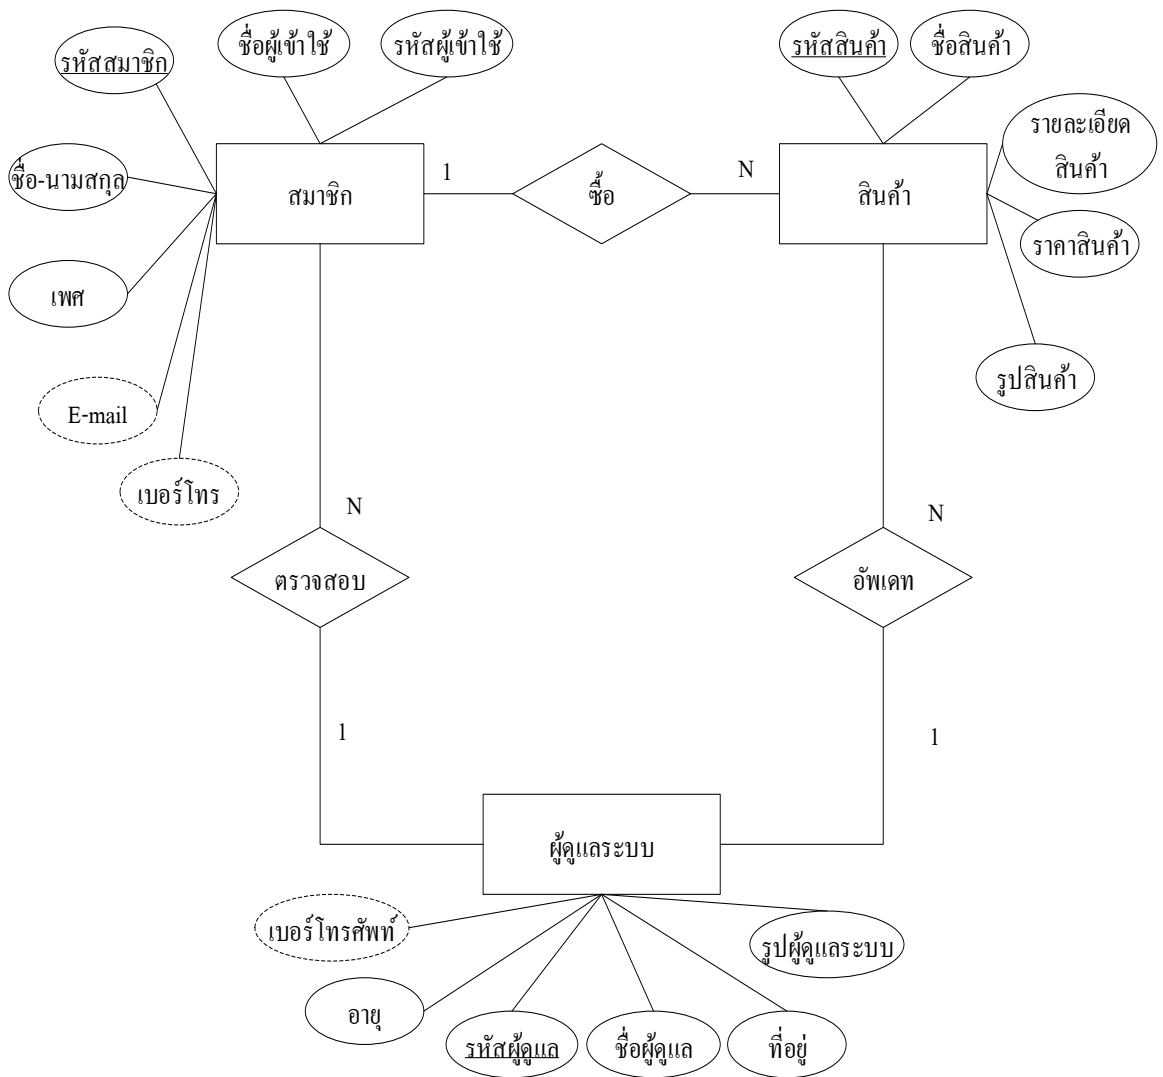 ชื่อผู้เข้าใช้
รหัสผู้เข้าใช้
รหัสสินค้า
ชื่อสินค้า
รหัสสมาชิก
รายละเอียด
สินค้า
ชื่อ-นามสกุล
สมาชิก
1
ซื้อ
N
สินค้า
ราคาสินค้า
เพศ
รูปสินค้า
E-mail
เบอร์โทร
N
N
ตรวจสอบ
อัพเดท
1
1
ผู้ดูแลระบบ
เบอร์โทรศัพท์
รูปผู้ดูแลระบบ
อายุ
รหัสผู้ดูแล
ชื่อผู้ดูแล
ที่อยู่